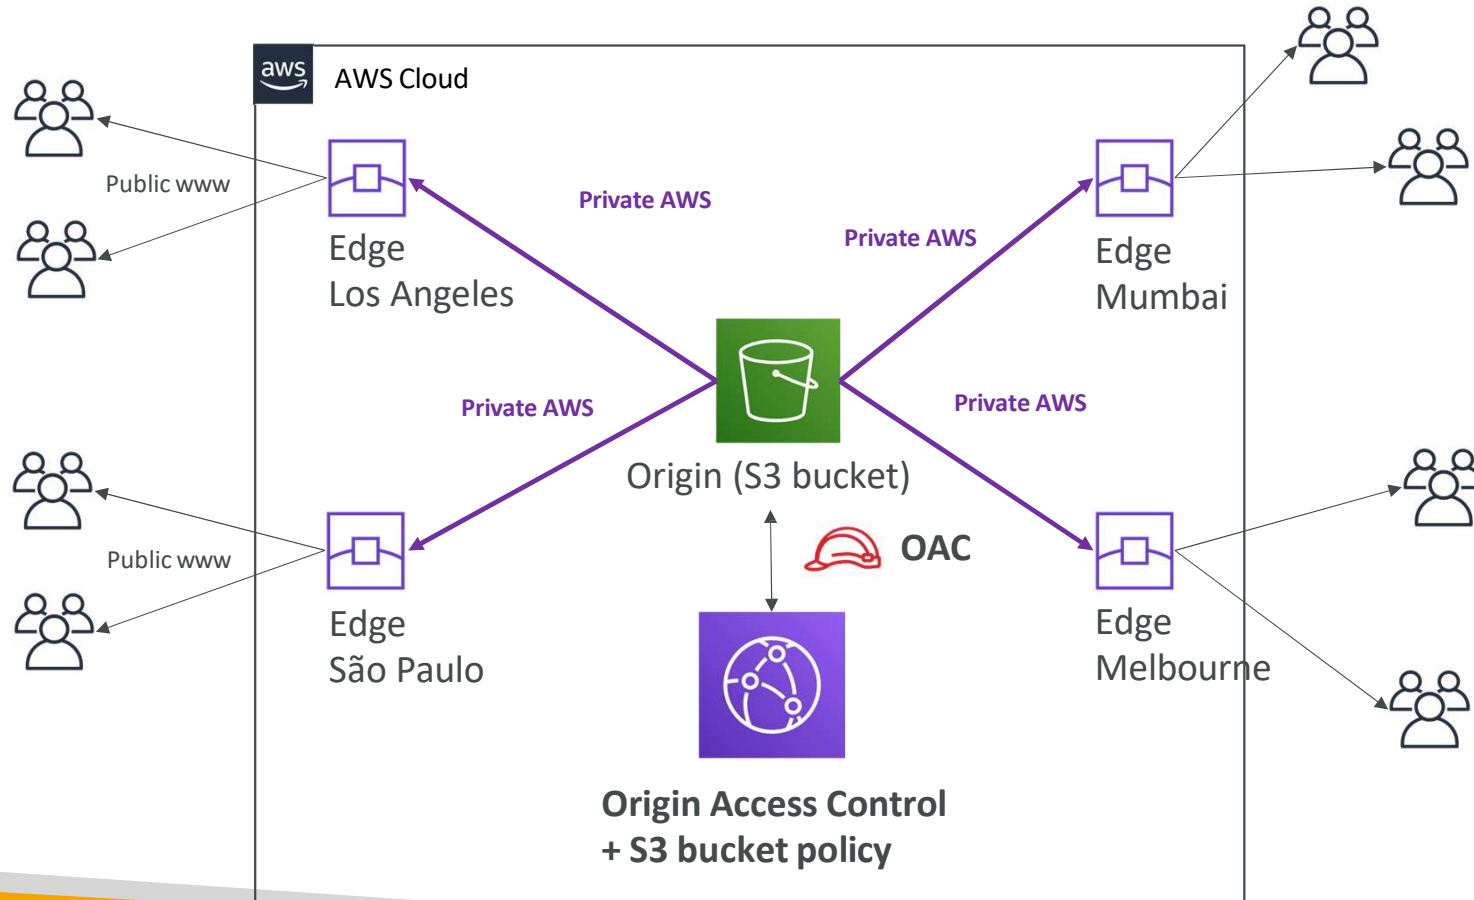 aws
AWS Cloud
Public www
Private AWS
Private AWS
Edge
Los Angeles
Edge
Mumbai
Private AWS
Private AWS
Origin (S3 bucket)
Public www
OAC
Edge
São Paulo
Edge
Melbourne
Origin Access Control
+ S3 bucket policy